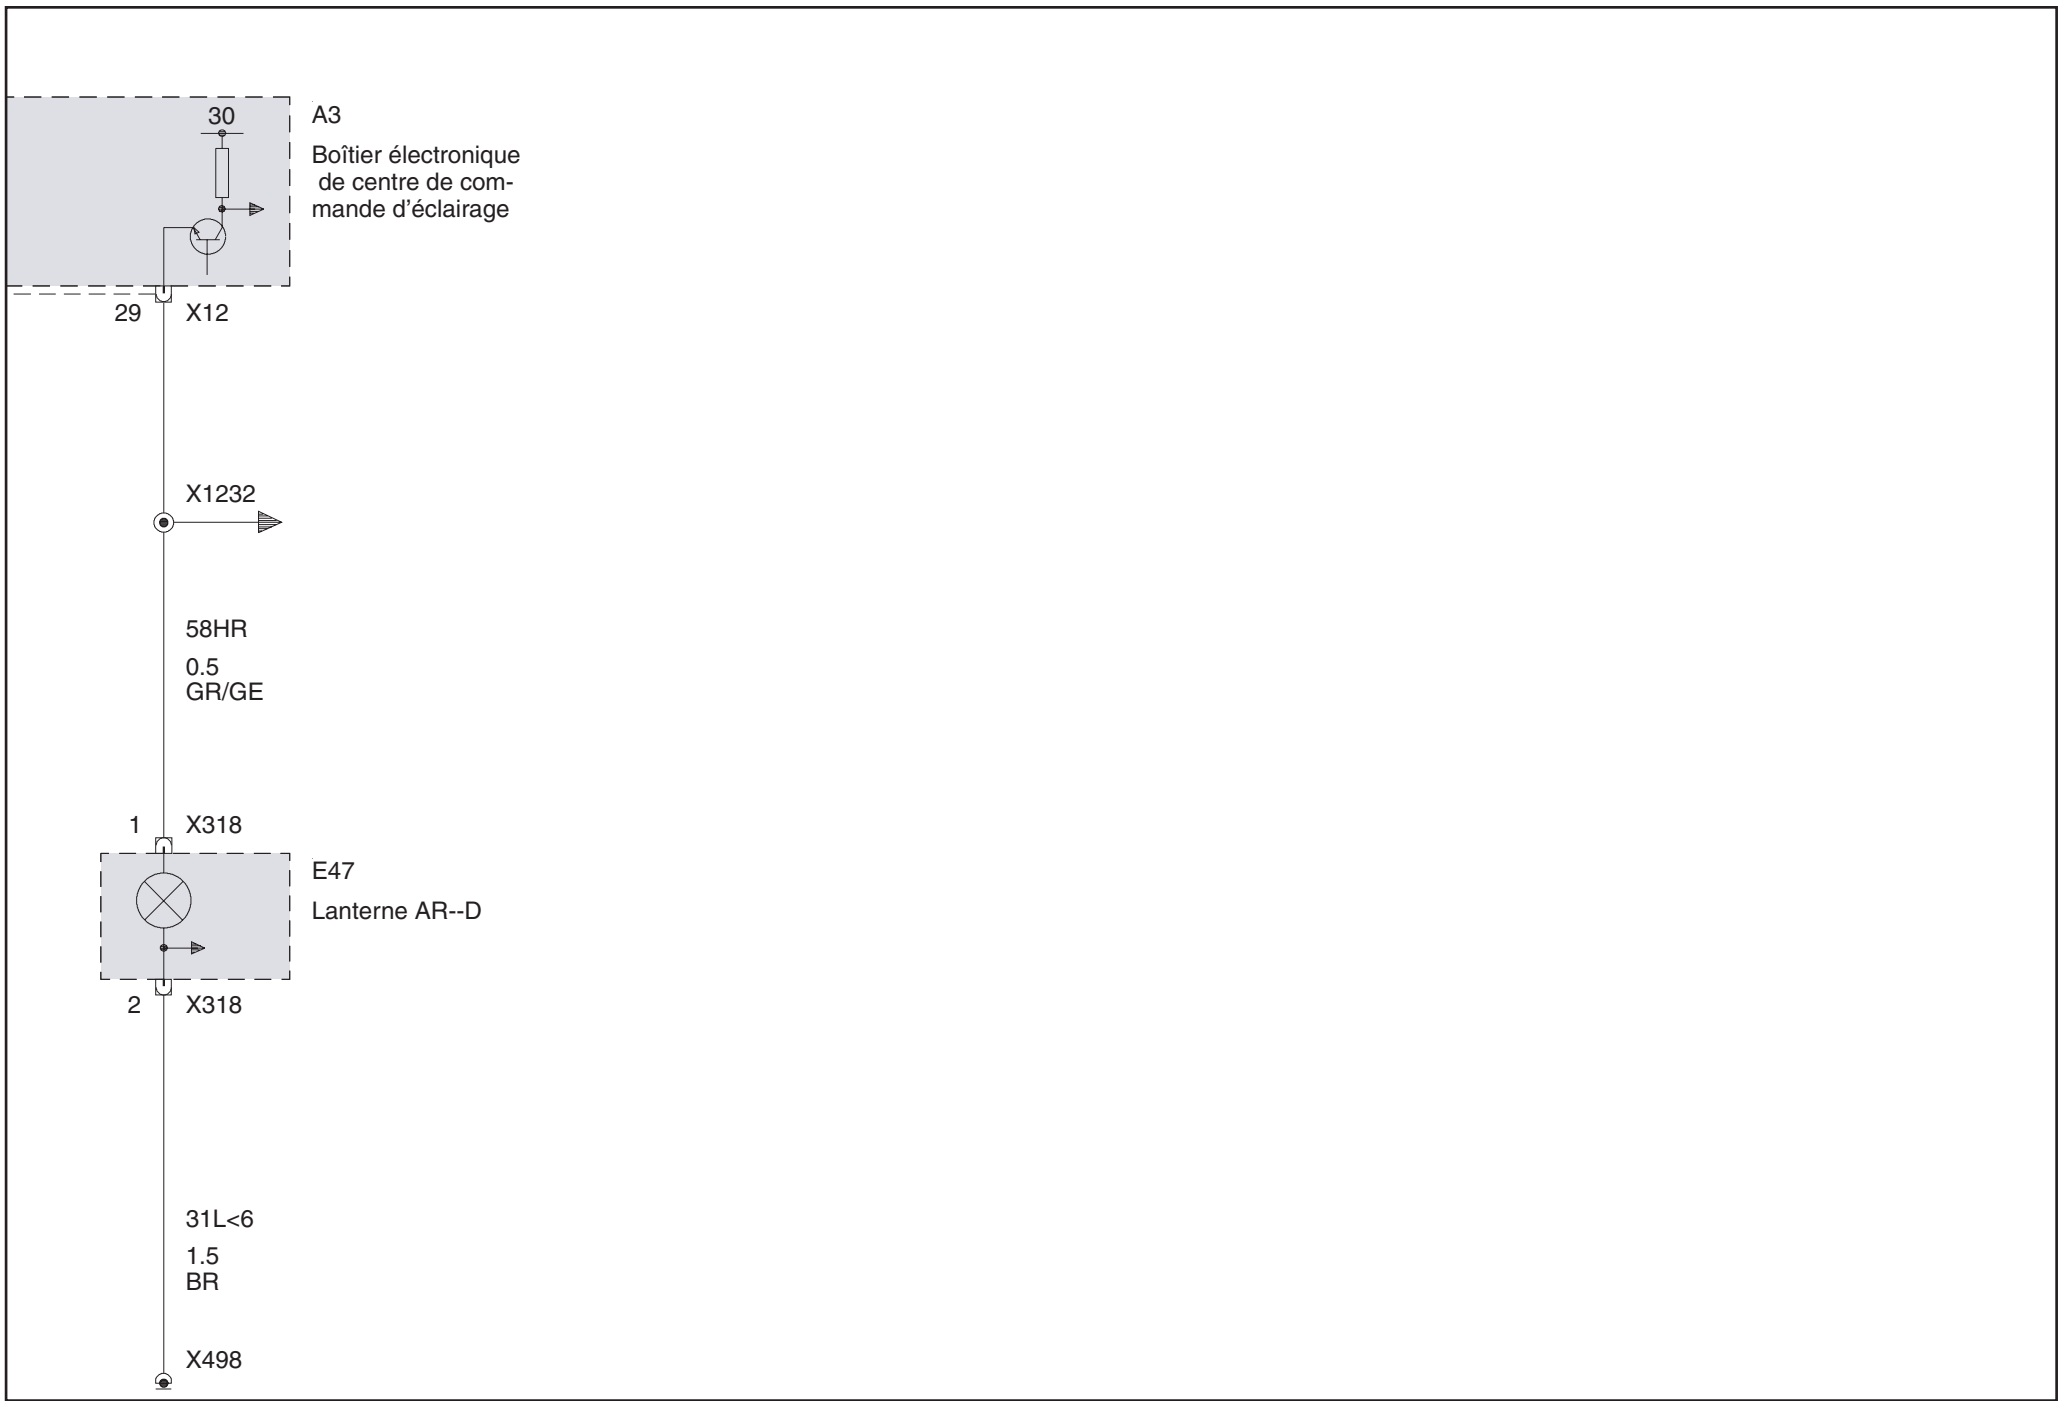 30
A3
Boîtier électronique
de centre de com-
mande d'éclairage
29 X12
X1232
58HR
0.5
GR/GE
1 X318
E47
Lanterne AR--D
2 X318
31L<6
1.5
BR
X498